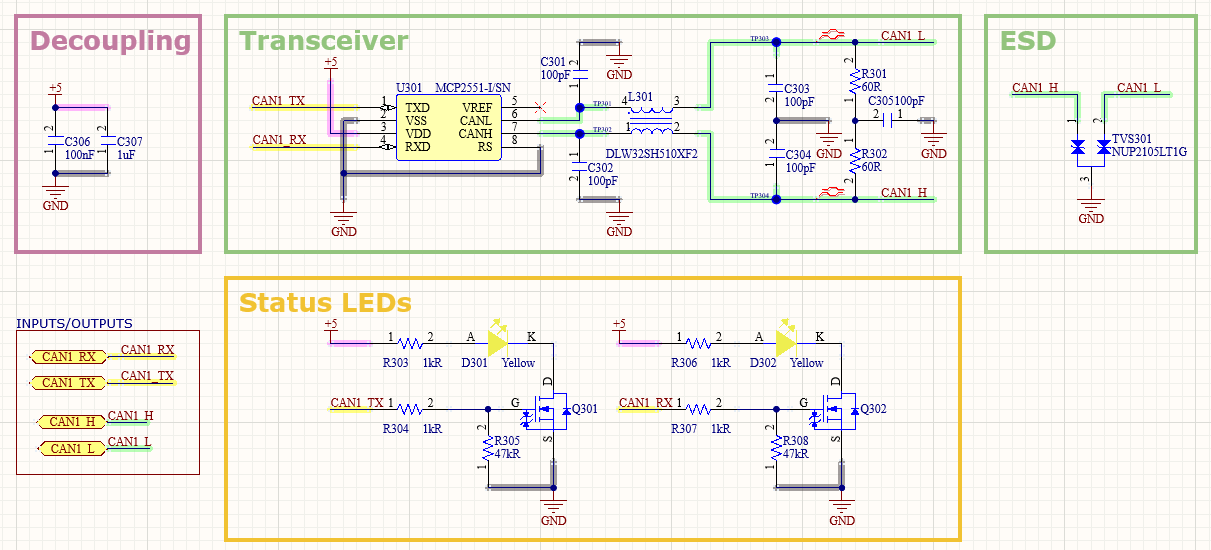 Decoupling
+5
C306
100nF
C307
1uF
2
1
2
1
GND
Transceiver
+5
U301 MCP2551-I/SN
CAN1_TX
CAN1_RX
1 TXD VREF 5
2 VSS CANL 6
3 VDD CANH 7
4 RXD RS 8
GND
C301
100pF
2
1
GND
TP301
TP302
C302
100pF
1
2
GND
L301
4 3
1 2
DLW32SH510XF2
TP303
TP304
C303
100pF
1
2
GND
C304
100pF
1
2
CAN1_L
R301
60R
2
1
C305 100pF
2 1
GND
R302
60R
1
2
CAN1_H
ESD
CAN1_H CAN1_L
1 2
TVS301
NUP2105LT1G
3
GND
INPUTS/OUTPUTS
CAN1_RX CAN1_RX
CAN1_TX CAN1_TX
CAN1_H CAN1_H
CAN1_L CAN1_L
Status LEDs
+5
1 2 A K
R303 1kR D301 Yellow
D
CAN1_TX 1 2 G Q301
R304 1kR
S
2
R305
47kR
1
GND
+5
1 2 A K
R306 1kR D302 Yellow
D
CAN1_RX 1 2 G Q302
R307 1kR
S
2
R308
47kR
1
GND